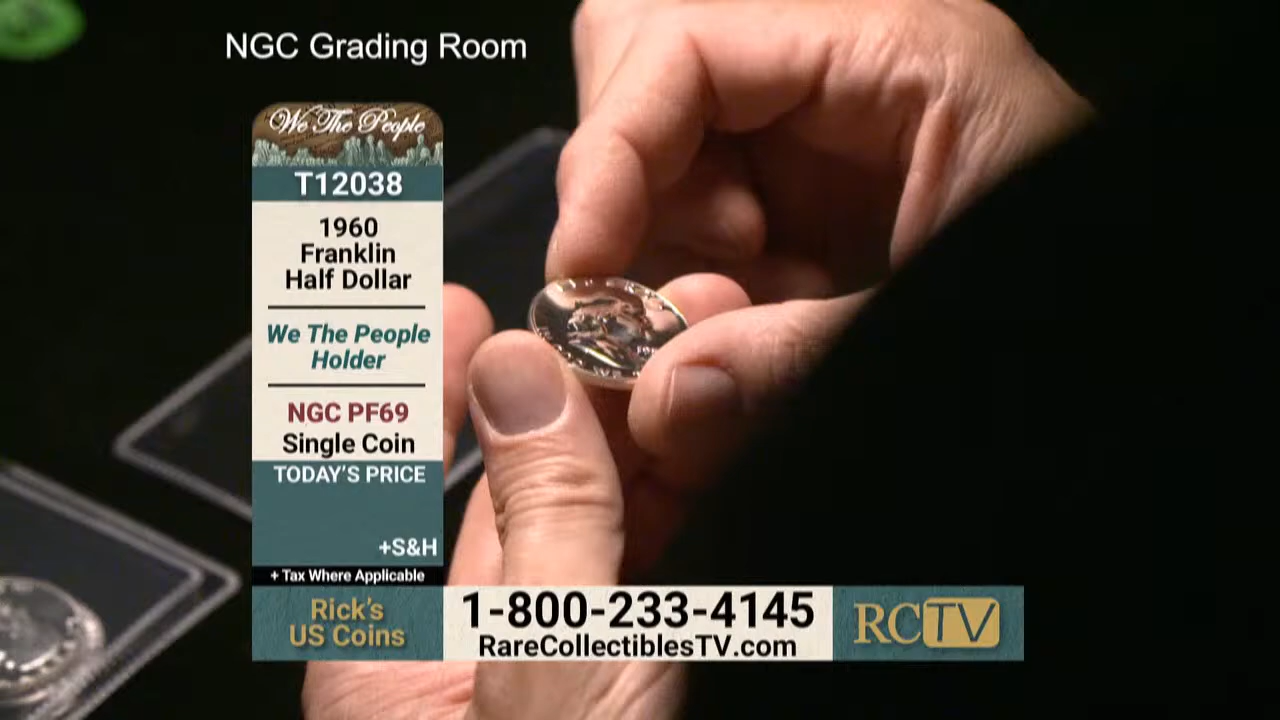 NGC Grading Room
We The People
T12038
1960
Franklin
Half Dollar
We The People
Holder
NGC PF69
Single Coin
TODAY'S PRICE
+S&H
+ Tax Where Applicable
Rick's
US Coins
1-800-233-4145
RareCollectiblesTV.com
RCTV